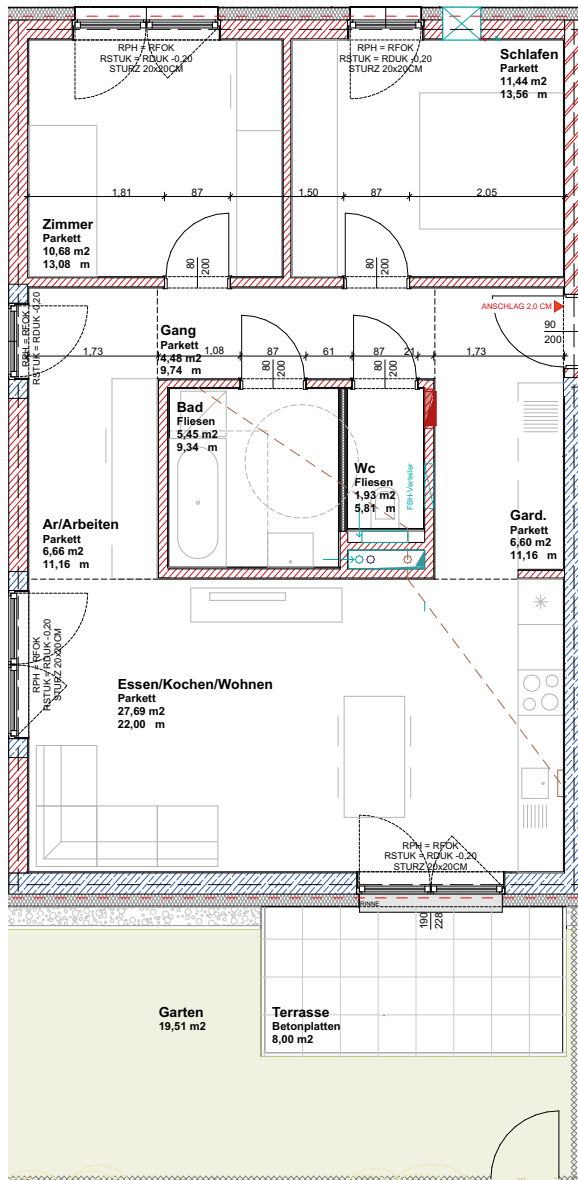 RPH = RFOK
RSTUK = RDUK -0,20
STURZ 20x20CM
RPH = RFOK
RSTUK = RDUK -0,20
STURZ 20x20CM
Schlafen
Parkett
11,44 m2
13,56 m
1,81
87
1,50
87
2,05
Zimmer
Parkett
10,68 m2
13,08 m
80
200
80
200
RPH = RFOK
RSTUK = RDUK -0,20
ANSCHLAG 2,0 CM
90
200
Gang
Parkett
4,48 m2
9,74 m
1,73
1,08
87
61
87
21
1,73
80
200
80
200
Bad
Fliesen
5,45 m2
9,34 m
Wc
Fliesen
1,93 m2
5,81 m
FBH-Verteiler
Ar/Arbeiten
Parkett
6,66 m2
11,16 m
Gard.
Parkett
6,60 m2
11,16 m
RPH = RFOK
RSTUK = RDUK -0,20
STURZ 20x20CM
Essen/Kochen/Wohnen
Parkett
27,69 m2
22,00 m
RPH = RFOK
RSTUK = RDUK -0,20
STURZ 20x20CM
RINNE
190
228
Garten
19,51 m2
Terrasse
Betonplatten
8,00 m2